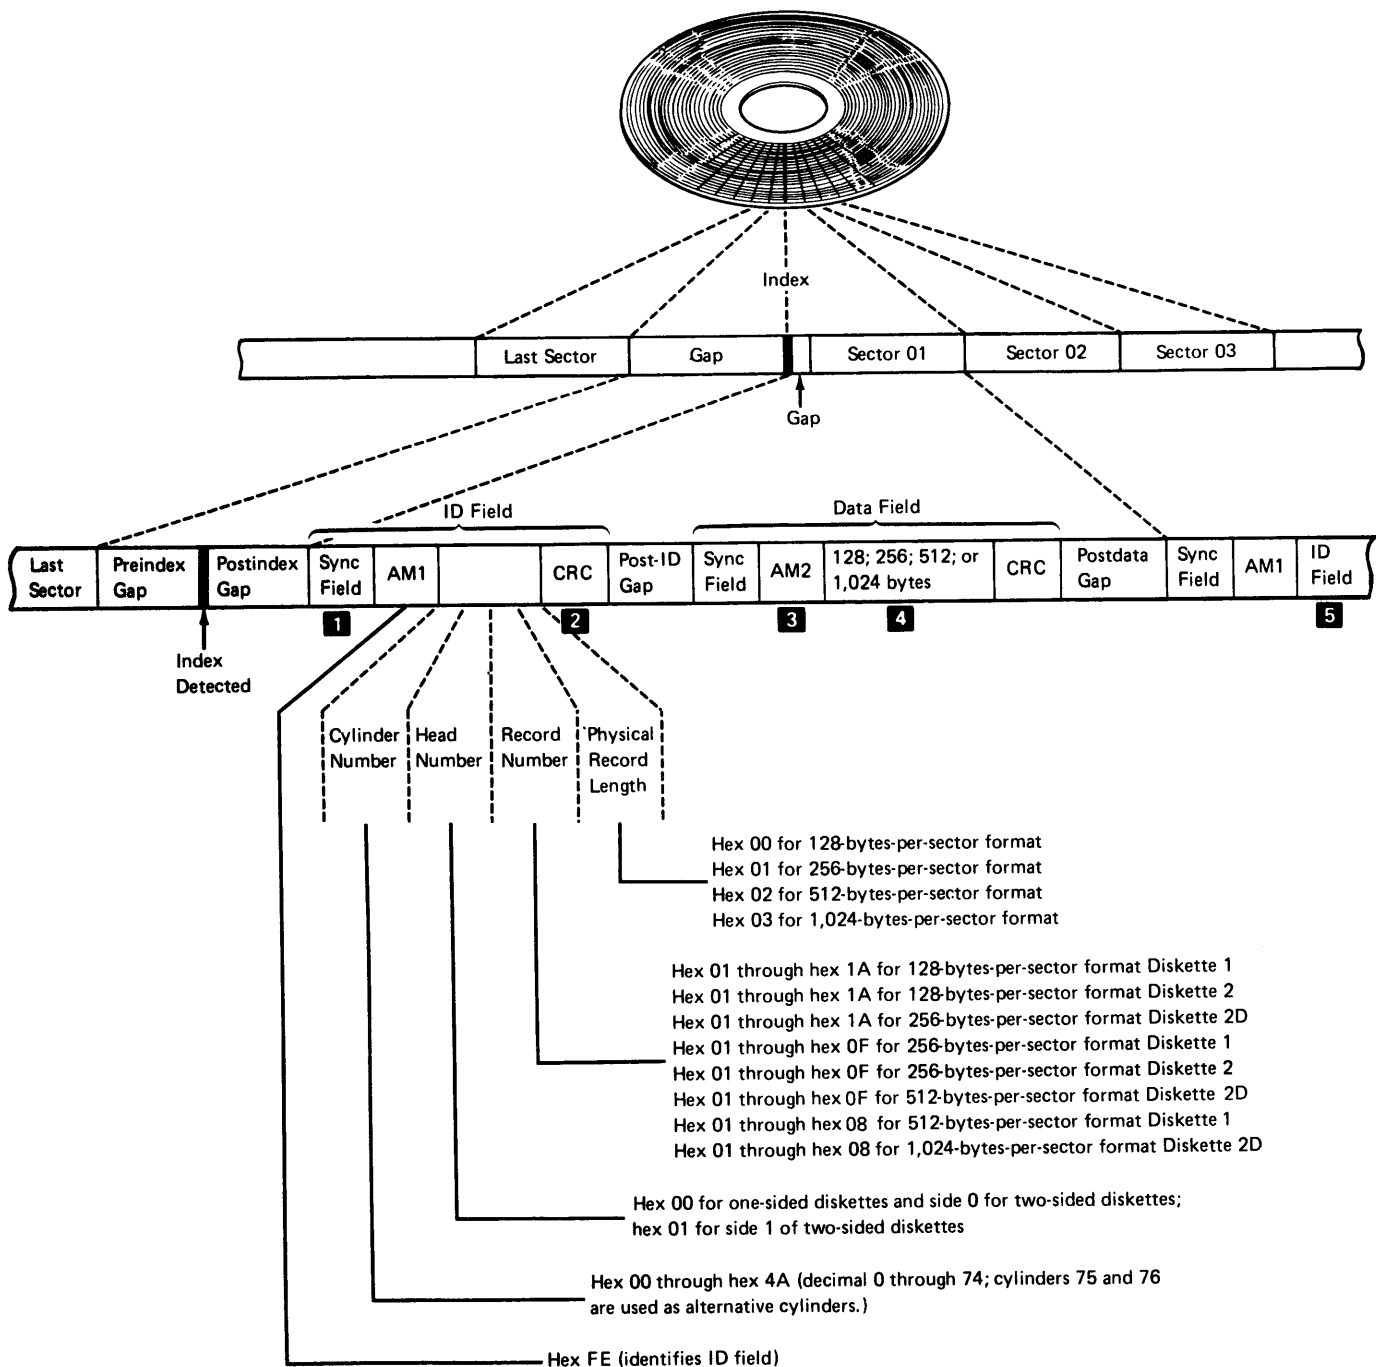 Index
Last Sector
Gap
Sector 01
Sector 02
Sector 03
Gap
ID Field
Data Field
Last Sector
Preindex Gap
Postindex Gap
Sync Field
AM1
CRC
Post-ID Gap
Sync Field
AM2
128; 256; 512; or 1,024 bytes
CRC
Postdata Gap
Sync Field
AM1
ID Field
1
2
3
4
5
Index Detected
Cylinder Number
Head Number
Record Number
Physical Record Length
Hex 00 for 128-bytes-per-sector format
Hex 01 for 256-bytes-per-sector format
Hex 02 for 512-bytes-per-sector format
Hex 03 for 1,024-bytes-per-sector format
Hex 01 through hex 1A for 128-bytes-per-sector format Diskette 1
Hex 01 through hex 1A for 128-bytes-per-sector format Diskette 2
Hex 01 through hex 1A for 256-bytes-per-sector format Diskette 2D
Hex 01 through hex 0F for 256-bytes-per-sector format Diskette 1
Hex 01 through hex 0F for 256-bytes-per-sector format Diskette 2
Hex 01 through hex 0F for 512-bytes-per-sector format Diskette 2D
Hex 01 through hex 08 for 512-bytes-per-sector format Diskette 1
Hex 01 through hex 08 for 1,024-bytes-per-sector format Diskette 2D
Hex 00 for one-sided diskettes and side 0 for two-sided diskettes;
hex 01 for side 1 of two-sided diskettes
Hex 00 through hex 4A (decimal 0 through 74; cylinders 75 and 76
are used as alternative cylinders.)
Hex FE (identifies ID field)